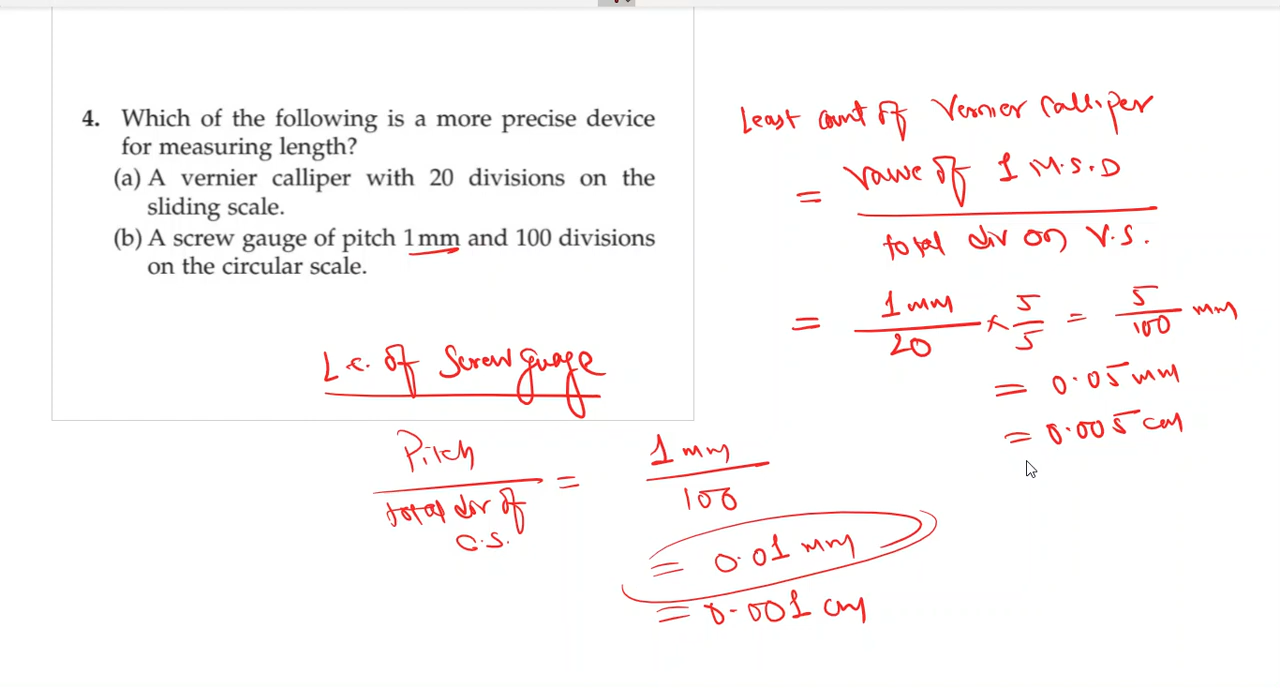 4. Which of the following is a more precise device
for measuring length?
(a) A vernier calliper with 20 divisions on the
sliding scale.
(b) A screw gauge of pitch 1 mm and 100 divisions
on the circular scale.
Least count of Vernier Calliper
= Value of 1 M.S.D
total div on V.S.
= 1 mm / 20 × 5 / 5 = 5 / 100 mm
= 0.05 mm
= 0.005 cm
L.c. of Screw guage
Pitch / total div of C.S. = 1 mm / 100
= 0.01 mm
= 0.001 cm